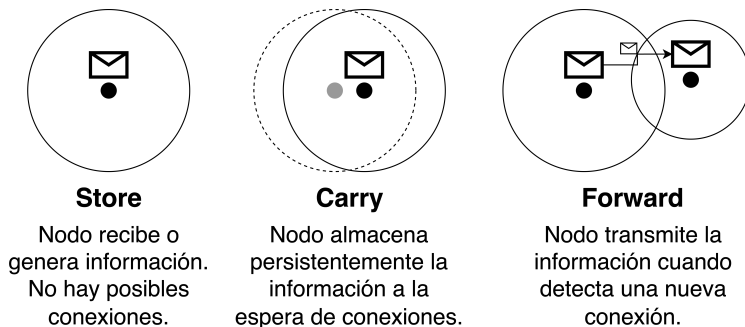 Store
Nodo recibe o
genera información.
No hay posibles
conexiones.
Carry
Nodo almacena
persistentemente la
información a la
espera de conexiones.
Forward
Nodo transmite la
información cuando
detecta una nueva
conexión.